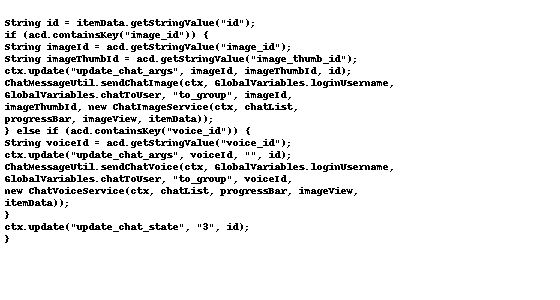 String id = itemData.getStringValue("id");
if (acd.containsKey("image_id")) {
String imageId = acd.getStringValue("image_id");
String imageThumbId = acd.getStringValue("image_thumb_id");
ctx.update("update_chat_args", imageId, imageThumbId, id);
ChatMessageUtil.sendChatImage(ctx, GlobalVariables.loginUsername,
GlobalVariables.chatToUser, "to_group", imageId,
imageThumbId, new ChatImageService(ctx, chatList,
progressBar, imageView, itemData));
} else if (acd.containsKey("voice_id")) {
String voiceId = acd.getStringValue("voice_id");
ctx.update("update_chat_args", voiceId, "", id);
ChatMessageUtil.sendChatVoice(ctx, GlobalVariables.loginUsername,
GlobalVariables.chatToUser, "to_group", voiceId,
new ChatVoiceService(ctx, chatList, progressBar, imageView,
itemData));
}
ctx.update("update_chat_state", "3", id);
}